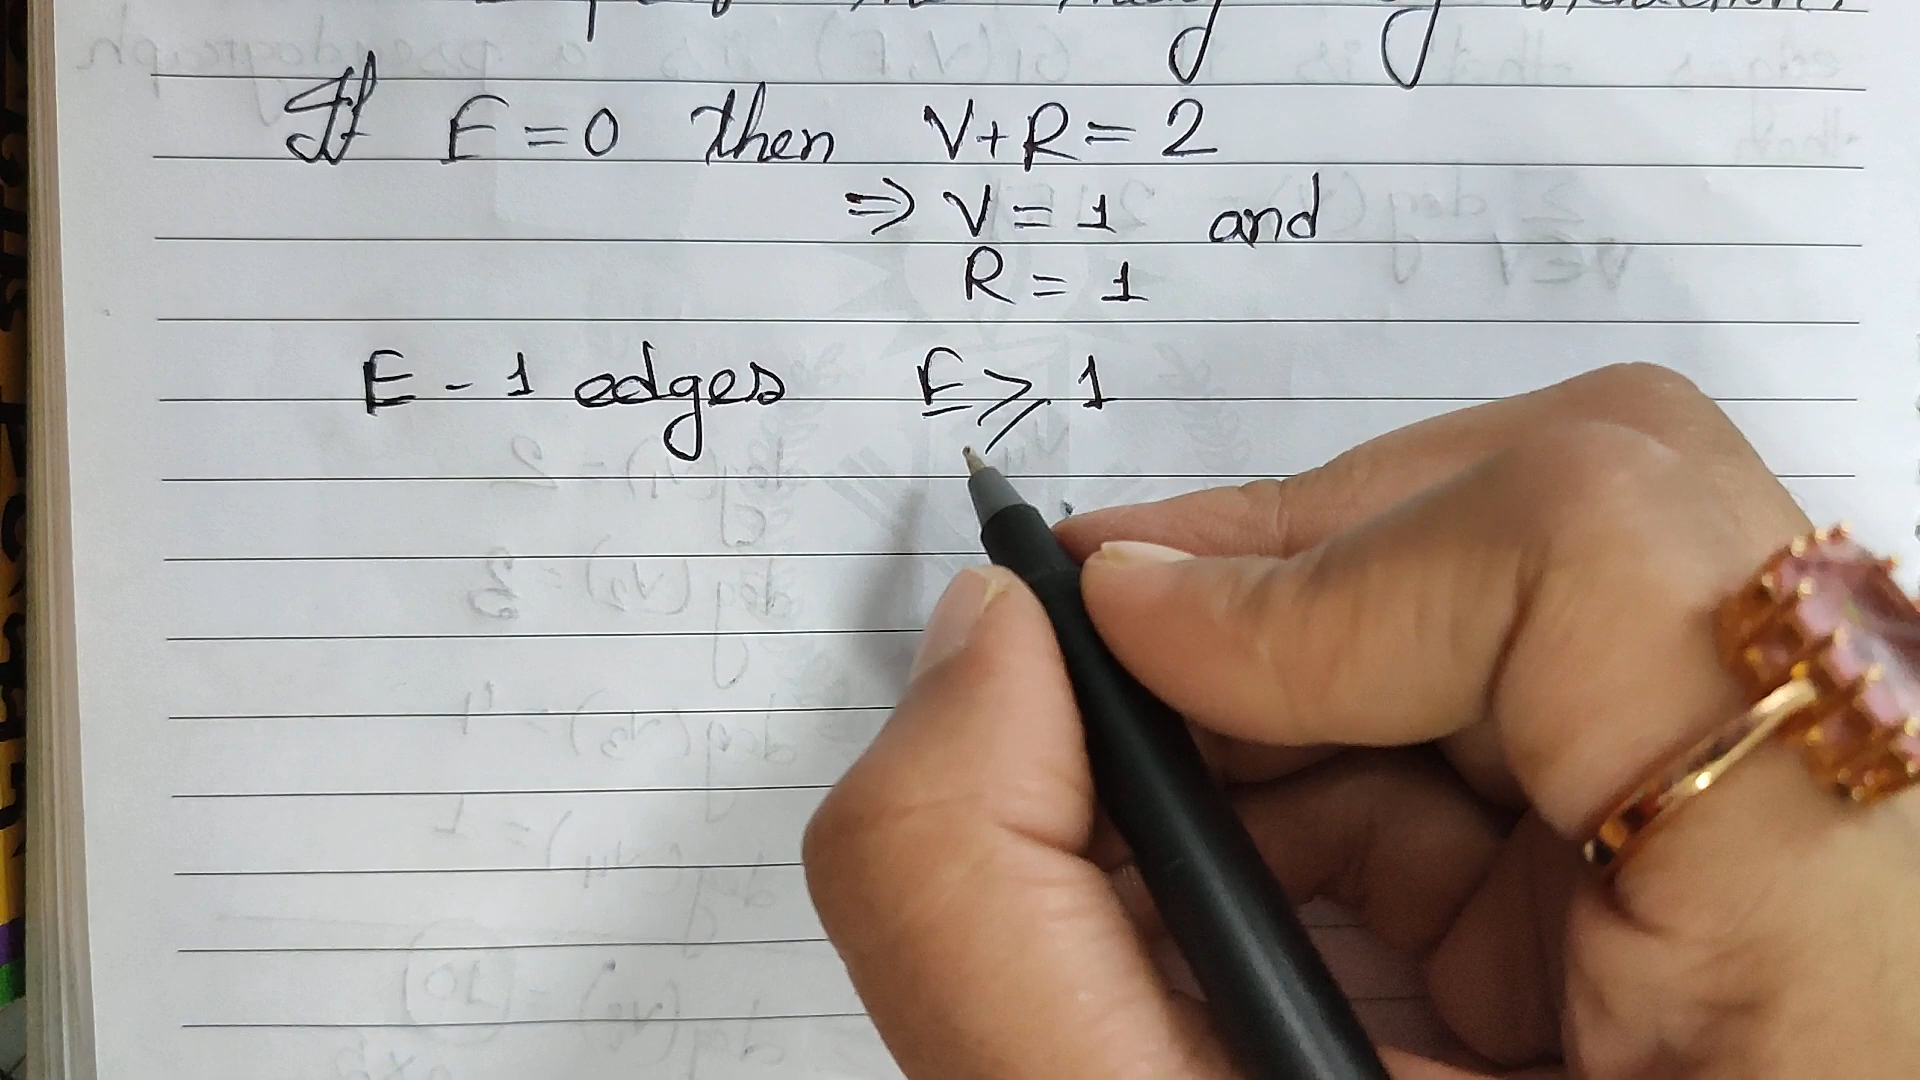 If E = 0 then V+R = 2
⇒ V = 1 and
R = 1
E - 1 edges E ⩾ 1